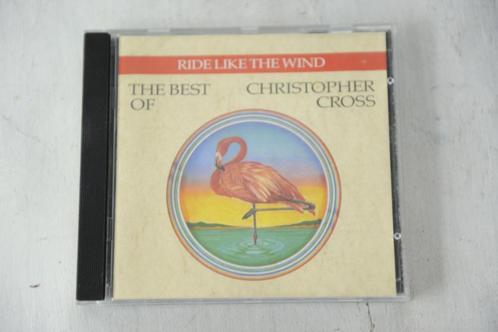 RIDE LIKE THE WIND
THE BEST CHRISTOPHER
OF CROSS